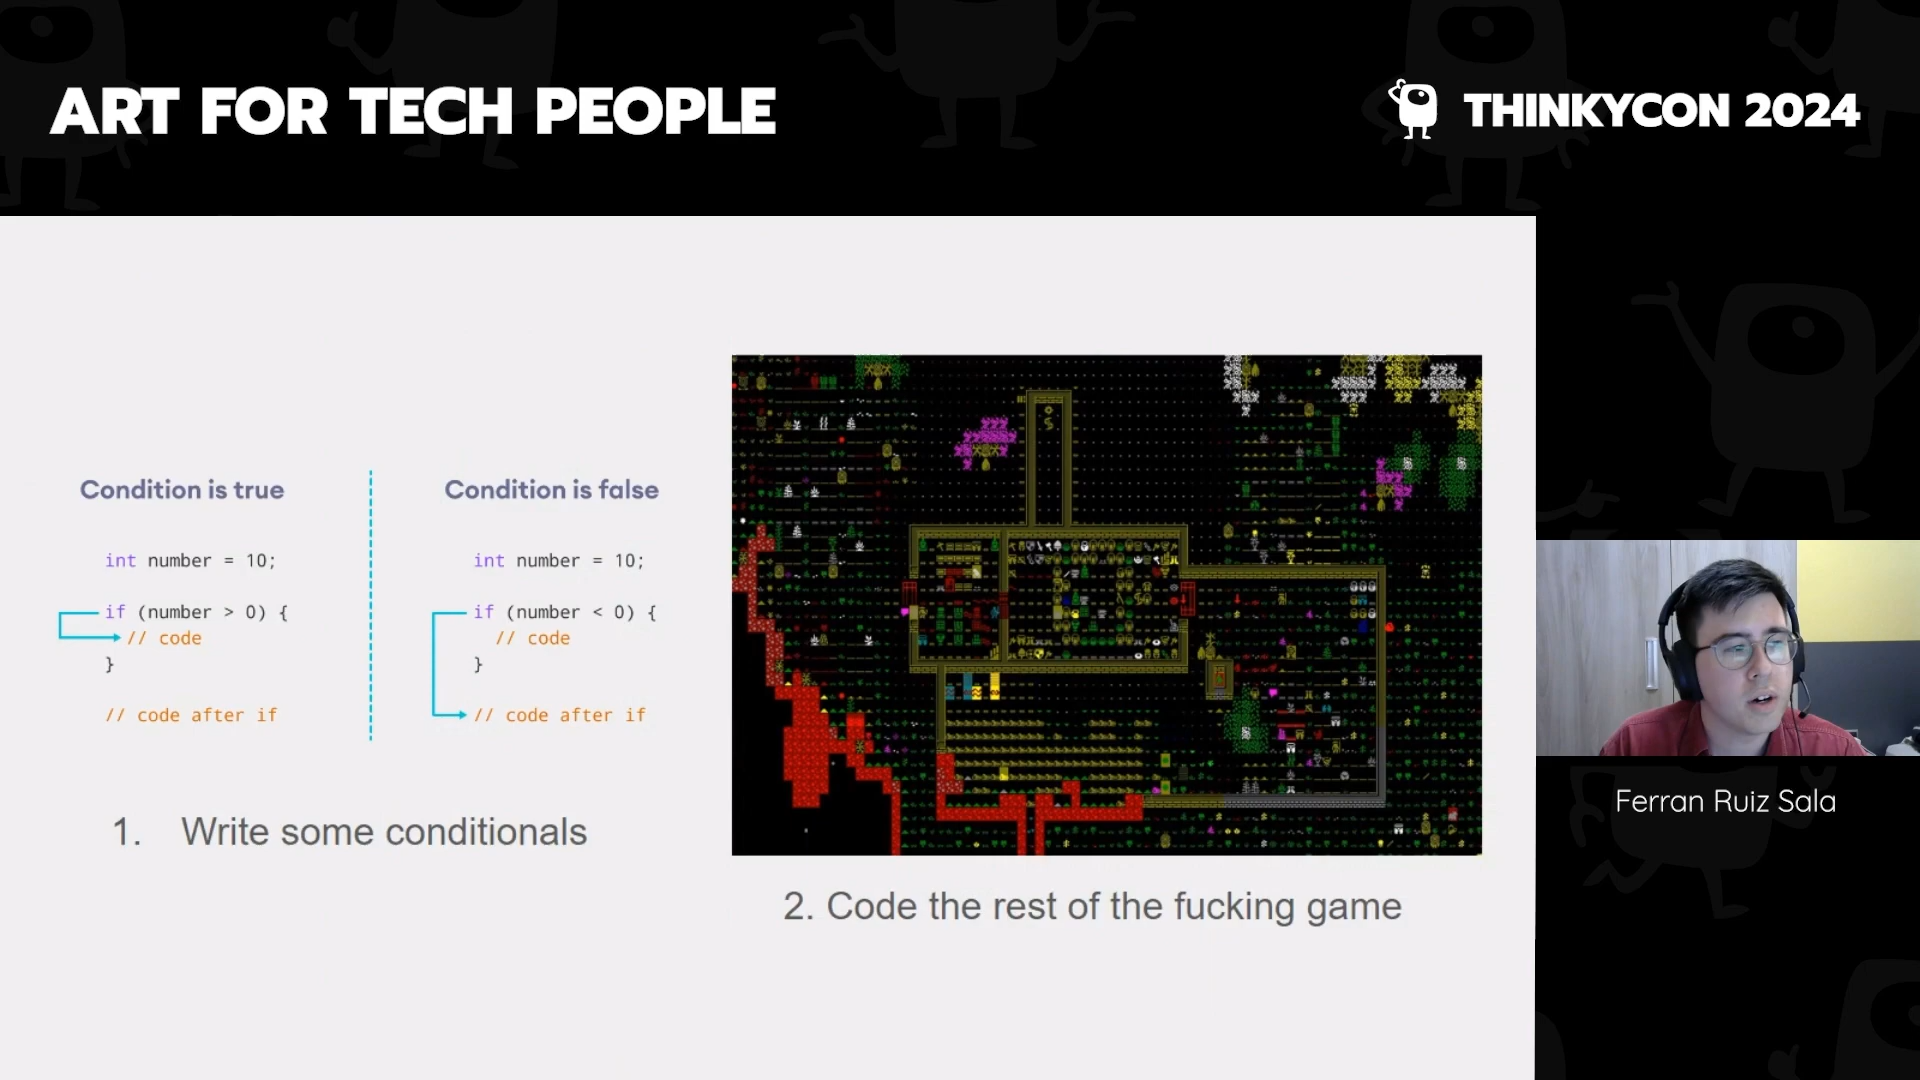 ART FOR TECH PEOPLE
THINKYCON 2024
Condition is true
int number = 10;
if (number > 0) {
// code
}
// code after if
Condition is false
int number = 10;
if (number < 0) {
// code
}
// code after if
1. Write some conditionals
2. Code the rest of the fucking game
Ferran Ruiz Sala